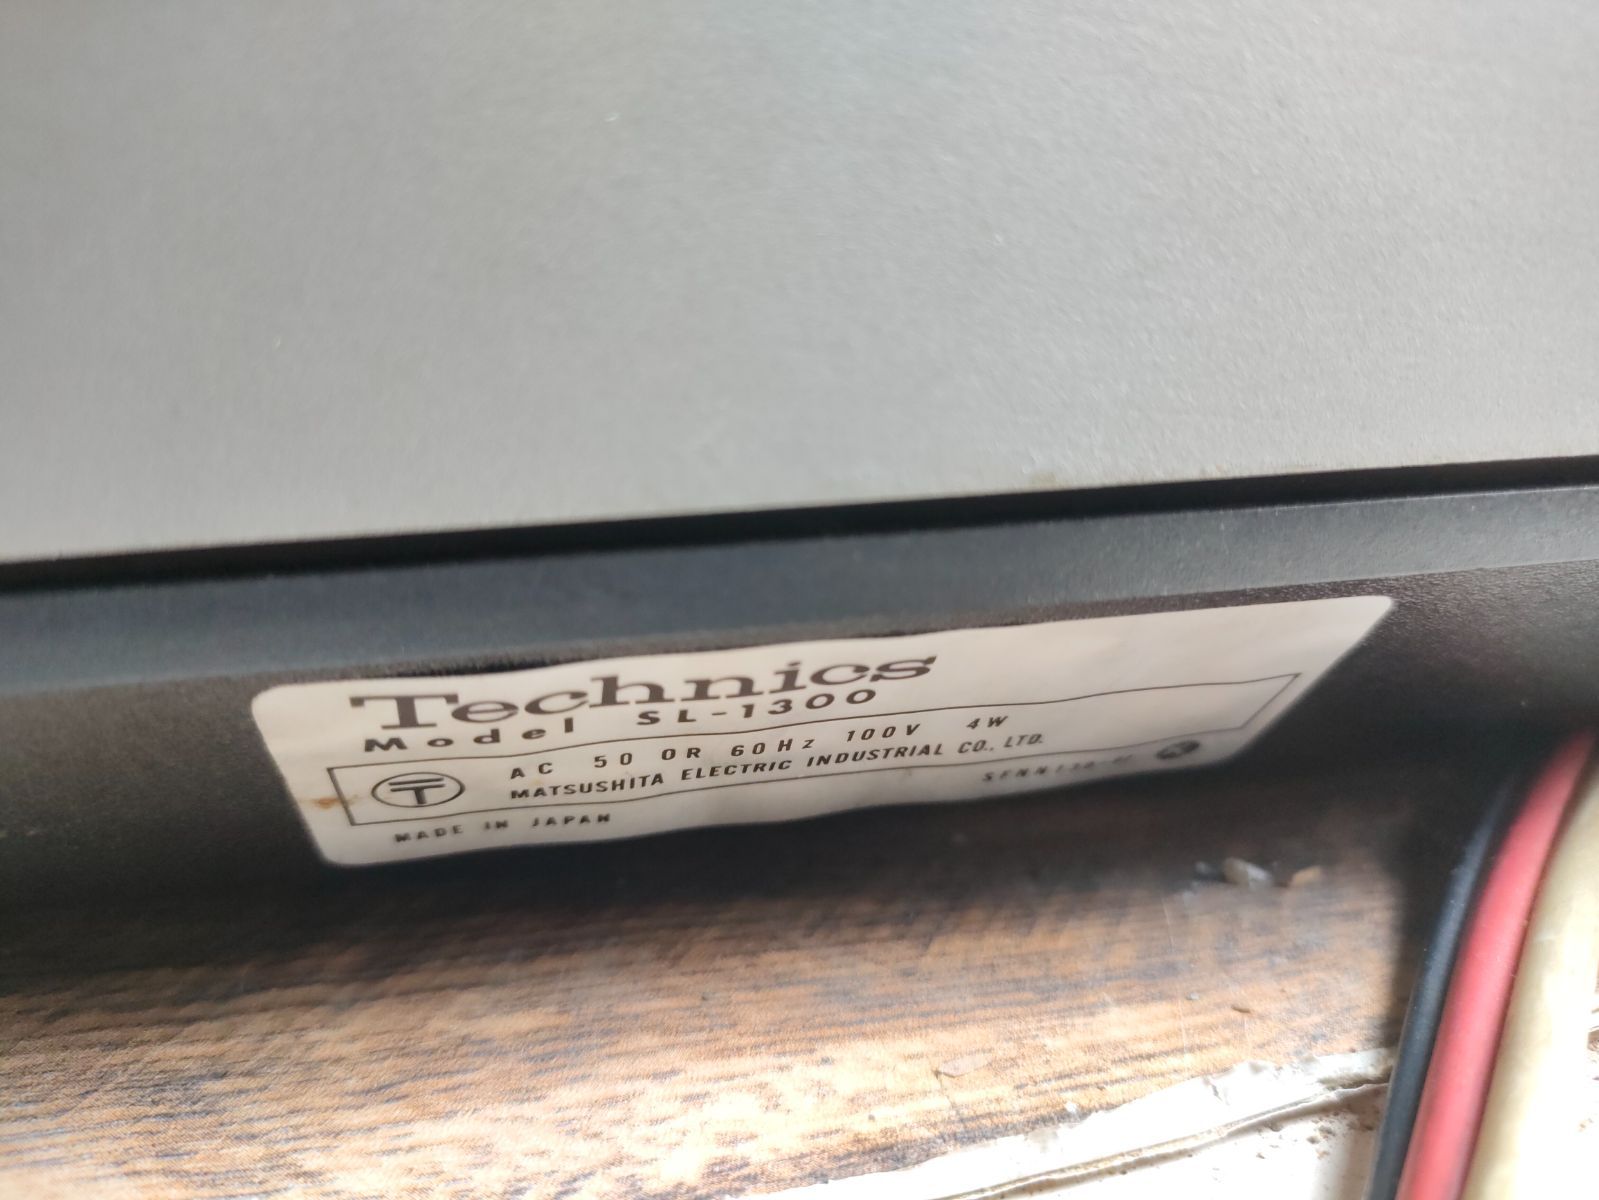 Technics
Model SL-1300
AC 50 OR 60Hz 100V 4W
MATSUSHITA ELECTRIC INDUSTRIAL CO., LTD.
MADE IN JAPAN